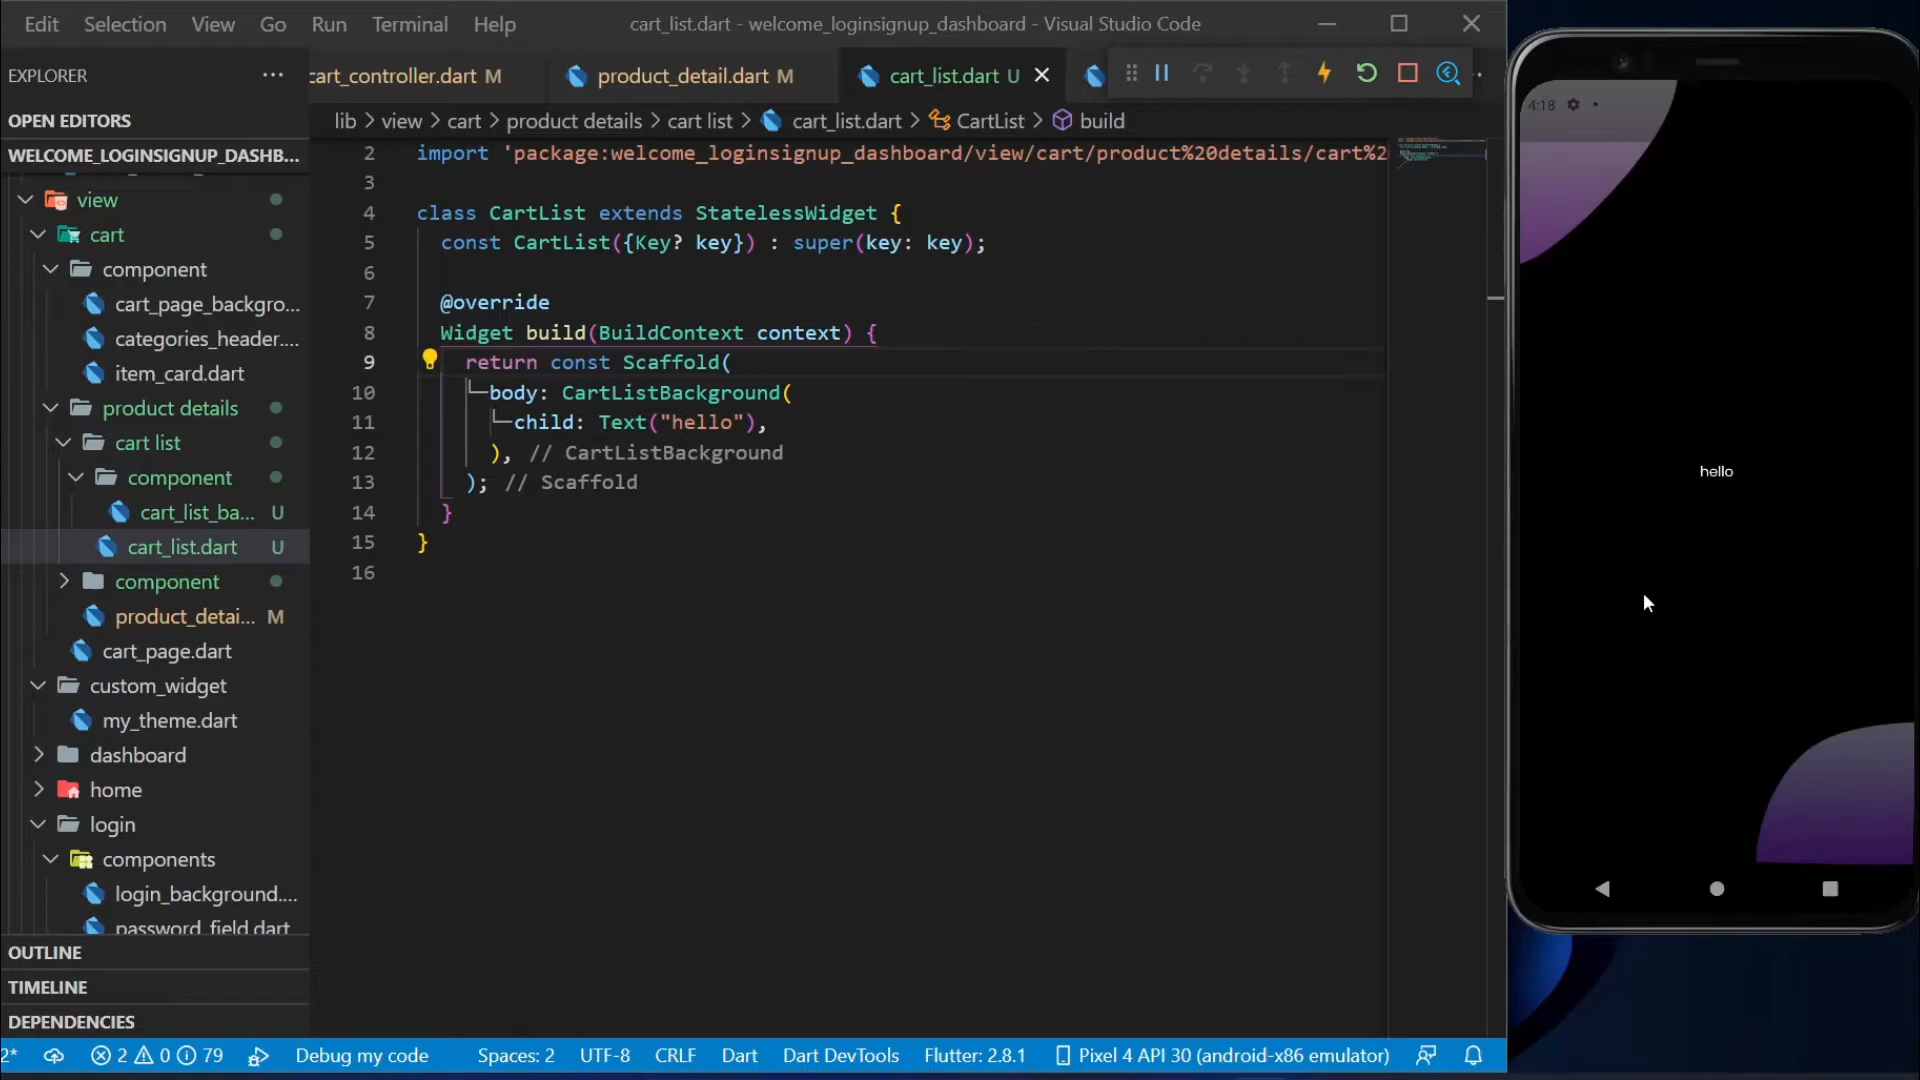 Edit Selection View Go Run Terminal Help
cart_list.dart - welcome_loginsignup_dashboard - Visual Studio Code
EXPLORER
cart_controller.dart M
product_detail.dart M
cart_list.dart U
OPEN EDITORS
lib > view > cart > product details > cart list > cart_list.dart > CartList > build
WELCOME_LOGINSIGNUP_DASHB...
view
cart
component
cart_page_backgro...
categories_header....
item_card.dart
product details
cart list
component
cart_list_ba... U
cart_list.dart U
component
product_detai... M
cart_page.dart
custom_widget
my_theme.dart
dashboard
home
login
components
login_background....
password_field.dart
OUTLINE
TIMELINE
DEPENDENCIES
2 import 'package:welcome_loginsignup_dashboard/view/cart/product%20details/cart%2
3
4 class CartList extends StatelessWidget {
5 const CartList({Key? key}) : super(key: key);
6
7 @override
8 Widget build(BuildContext context) {
9 return const Scaffold(
10 body: CartListBackground(
11 child: Text("hello"),
12 ), // CartListBackground
13 ); // Scaffold
14 }
15 }
16
4:18
hello
2* 2 0 79 Debug my code Spaces: 2 UTF-8 CRLF Dart Dart DevTools Flutter: 2.8.1 Pixel 4 API 30 (android-x86 emulator)